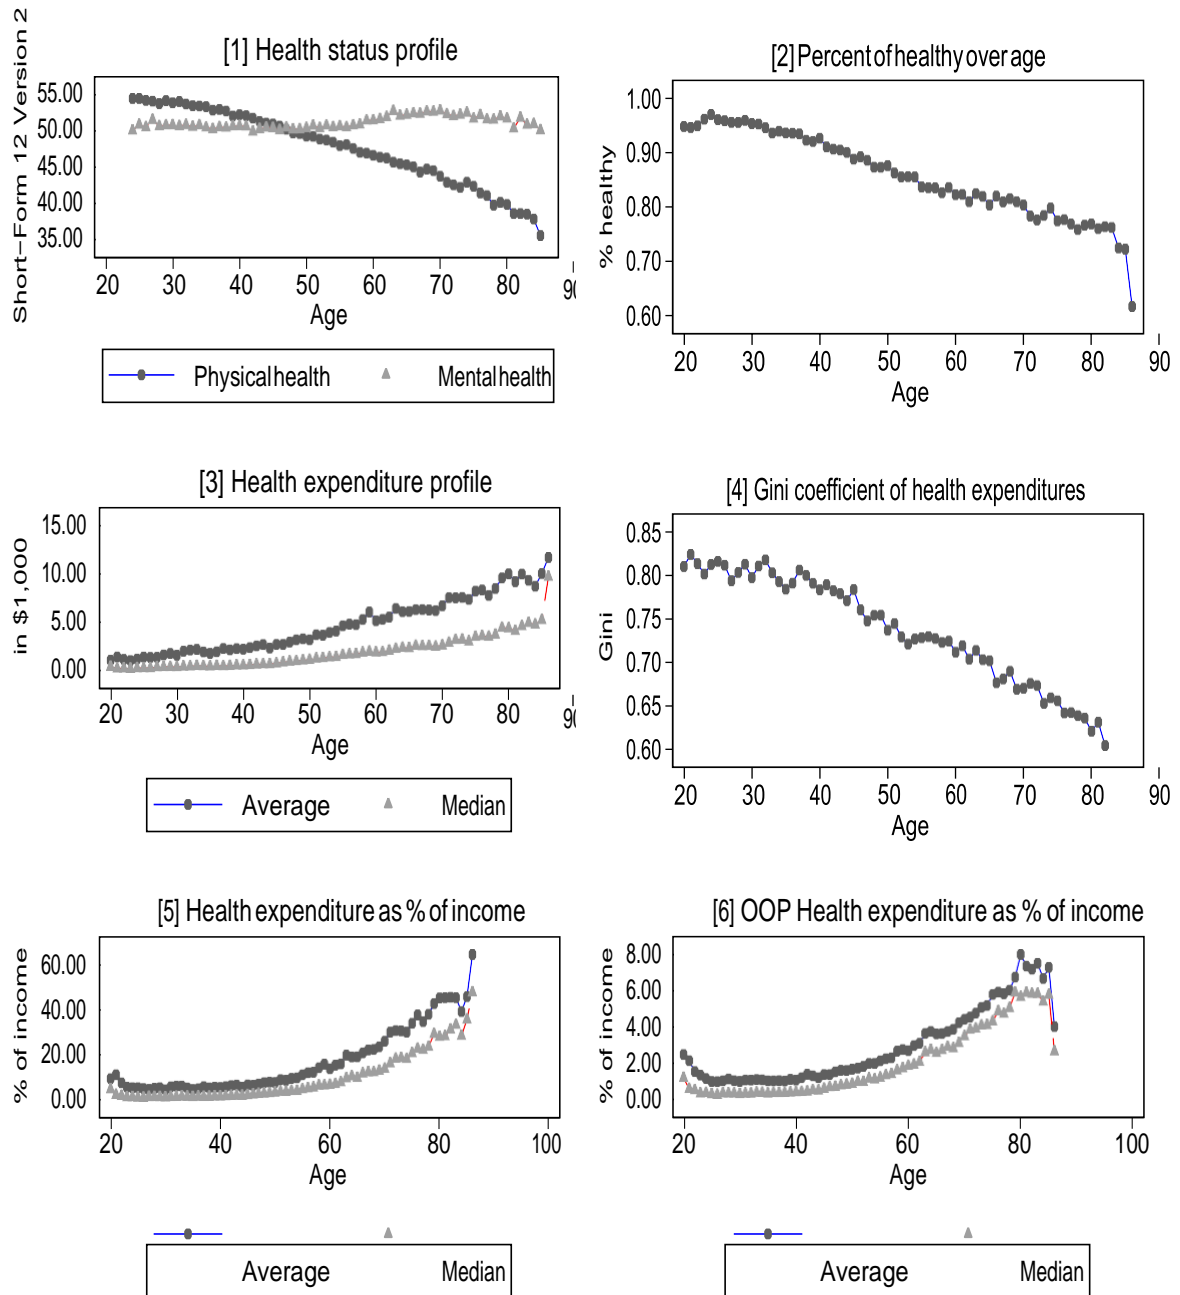 [1] Health status profile
Short-Form 12 Version 2
55.00
50.00
45.00
40.00
35.00
20 30 40 50 60 70 80 90
Age
Physical health Mental health
[2] Percent of healthy over age
% healthy
1.00
0.90
0.80
0.70
0.60
20 30 40 50 60 70 80 90
Age
[3] Health expenditure profile
in $1,000
15.00
10.00
5.00
0.00
20 30 40 50 60 70 80 90
Age
Average Median
[4] Gini coefficient of health expenditures
Gini
0.85
0.80
0.75
0.70
0.65
0.60
20 30 40 50 60 70 80 90
Age
[5] Health expenditure as % of income
% of income
60.00
40.00
20.00
0.00
20 40 60 80 100
Age
Average Median
[6] OOP Health expenditure as % of income
% of income
8.00
6.00
4.00
2.00
0.00
20 40 60 80 100
Age
Average Median